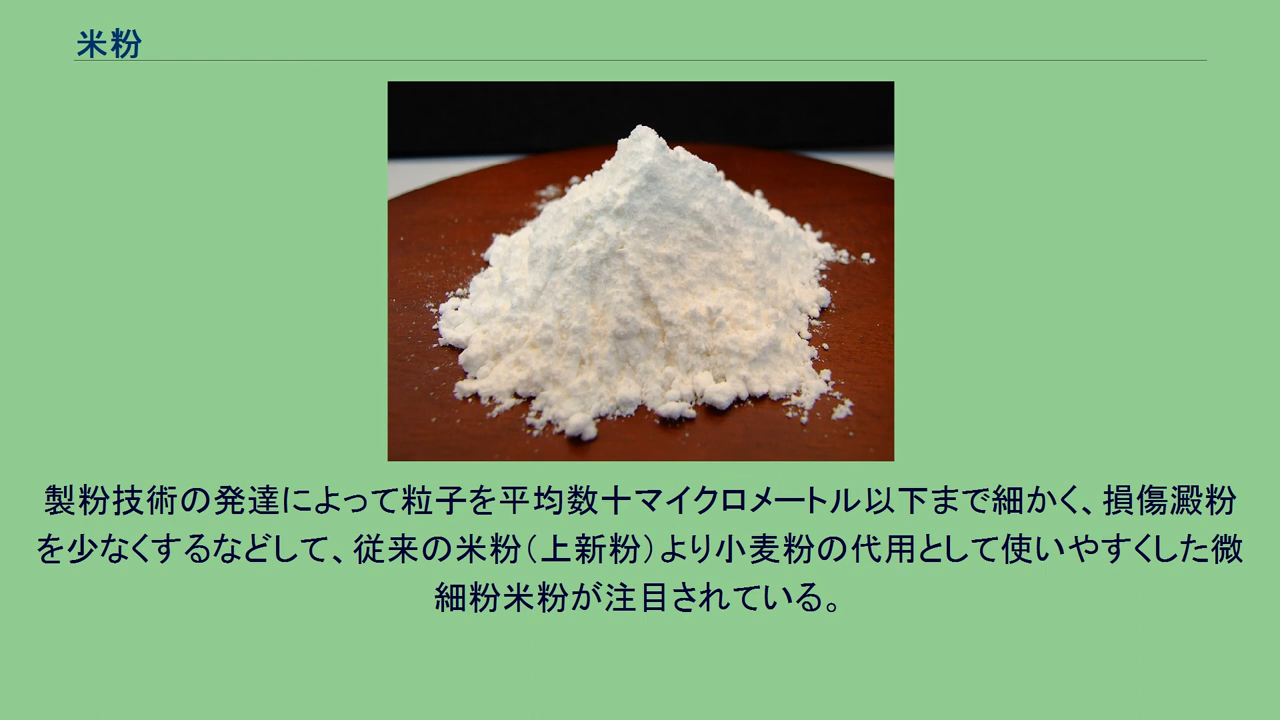 米粉
製粉技術の発達によって粒子を平均数十マイクロメートル以下まで細かく、損傷澱粉
を少なくするなどして、従来の米粉（上新粉）より小麦粉の代用として使いやすくした微
細粉米粉が注目されている。